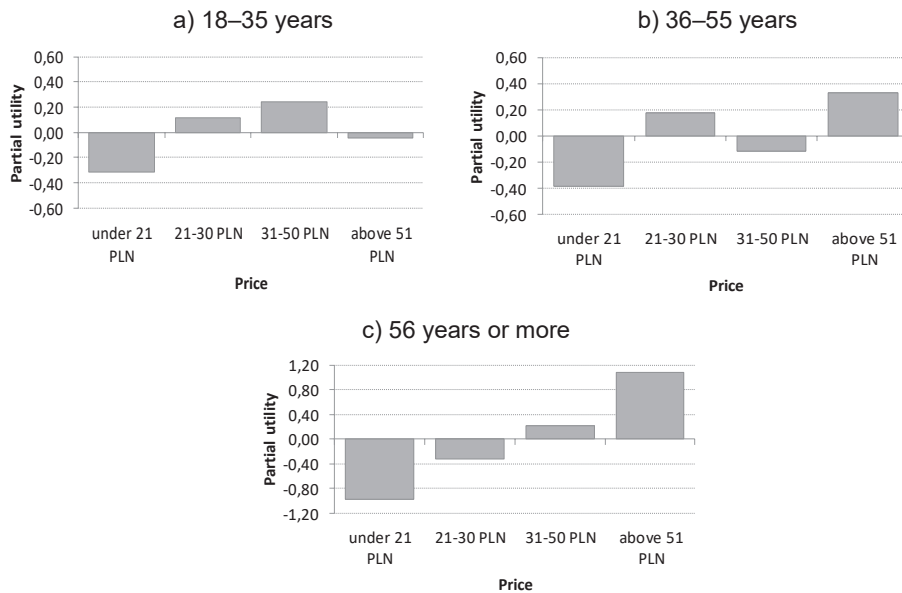 a) 18–35 years
0,60
0,40
0,20
0,00
-0,20
-0,40
-0,60
Partial utility
under 21 PLN
21-30 PLN
31-50 PLN
above 51 PLN
Price
b) 36–55 years
0,60
0,40
0,20
0,00
-0,20
-0,40
-0,60
Partial utility
under 21 PLN
21-30 PLN
31-50 PLN
above 51 PLN
Price
c) 56 years or more
1,20
0,80
0,40
0,00
-0,40
-0,80
-1,20
Partial utility
under 21 PLN
21-30 PLN
31-50 PLN
above 51 PLN
Price